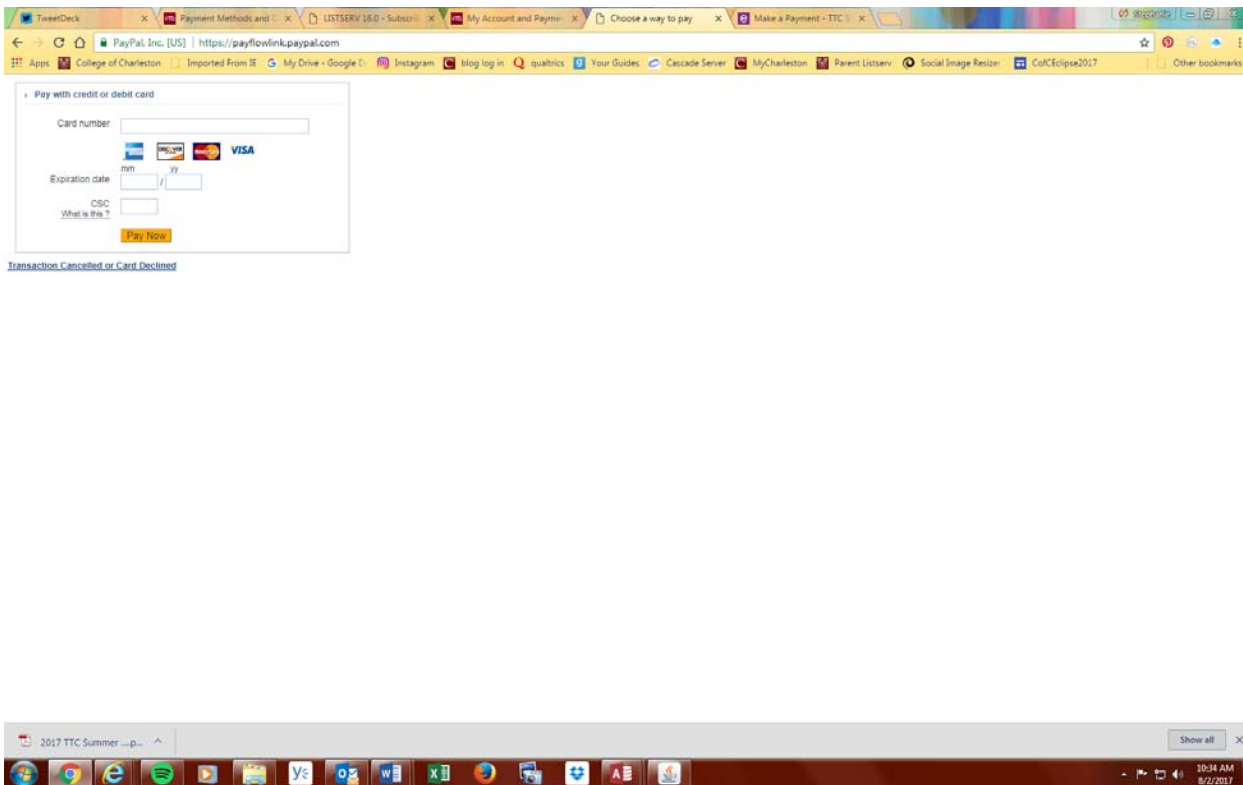 TweetDeck
Payment Methods and
LISTSERV 16.0 - Subscri
My Account and Payme
Choose a way to pay
Make a Payment - TTC
PayPal, Inc. [US] | https://payflowlink.paypal.com
Apps College of Charleston Imported From IE My Drive - Google D Instagram blog log in qualtrics Your Guides Cascade Server MyCharleston Parent Listserv Social Image Resizer CofCEclipse2017 Other bookmarks
Pay with credit or debit card
Card number
DISCOVER MasterCard VISA
mm yy
Expiration date /
CSC
What is this ?
Pay Now
Transaction Cancelled or Card Declined
2017 TTC Summer ....p... Show all
10:34 AM
8/2/2017